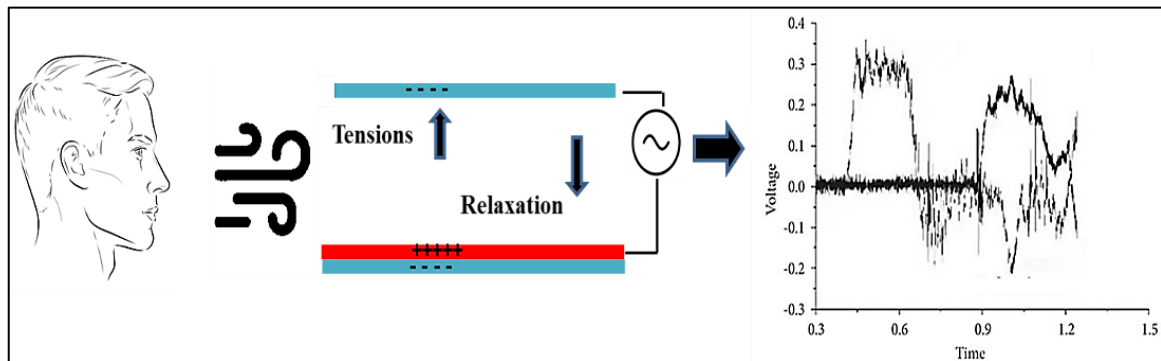 - - - -
Tensions
Relaxation
+++++
- - - -
Voltage
0.4
0.3
0.2
0.1
0.0
-0.1
-0.2
-0.3
0.3
0.6
0.9
1.2
1.5
Time